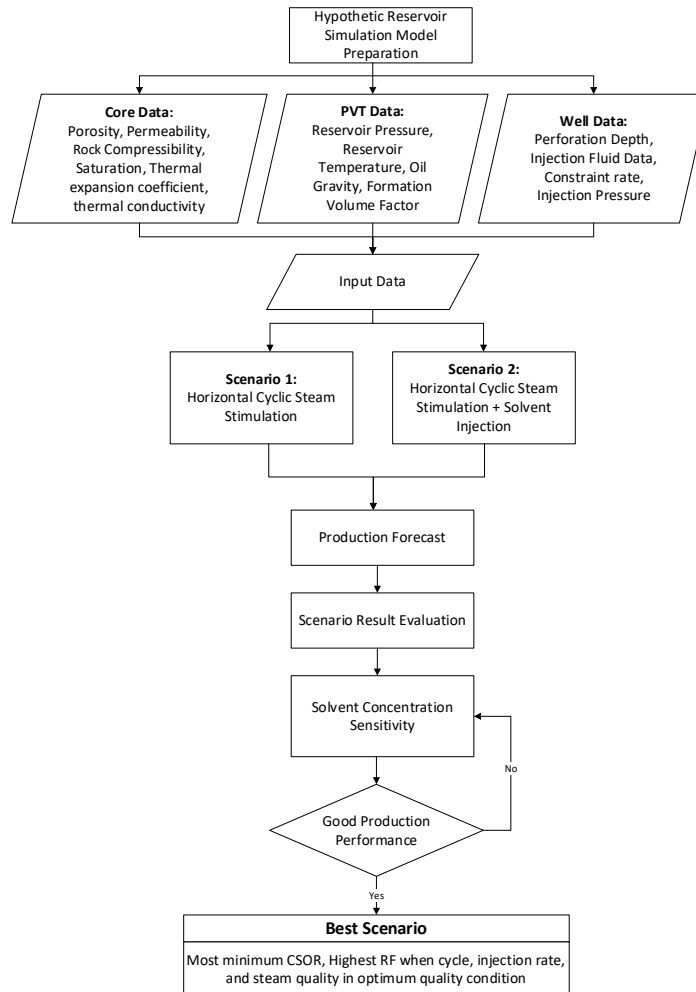 Hypothetic Reservoir
Simulation Model
Preparation
Core Data:
Porosity, Permeability,
Rock Compressibility,
Saturation, Thermal
expansion coefficient,
thermal conductivity
PVT Data:
Reservoir Pressure,
Reservoir
Temperature, Oil
Gravity, Formation
Volume Factor
Well Data:
Perforation Depth,
Injection Fluid Data,
Constraint rate,
Injection Pressure
Input Data
Scenario 1:
Horizontal Cyclic Steam
Stimulation
Scenario 2:
Horizontal Cyclic Steam
Stimulation + Solvent
Injection
Production Forecast
Scenario Result Evaluation
Solvent Concentration
Sensitivity
No
Good Production
Performance
Yes
Best Scenario
Most minimum CSOR, Highest RF when cycle, injection rate,
and steam quality in optimum quality condition